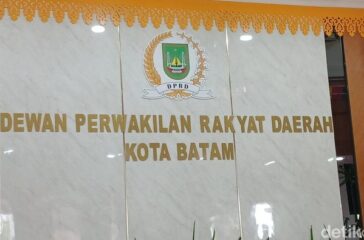 DPRD
DEWAN PERWAKILAN RAKYAT DAERAH
KOTA BATAM
detik